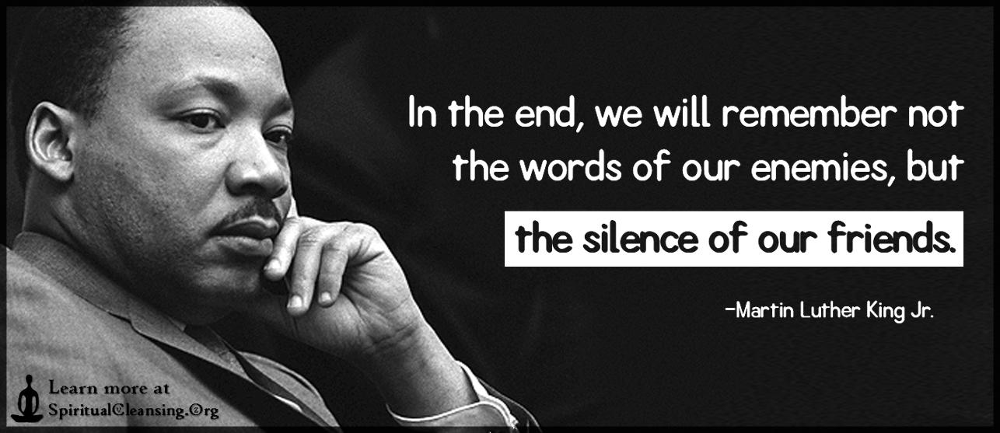 In the end, we will remember not
the words of our enemies, but
the silence of our friends.
-Martin Luther King Jr.
Learn more at
SpiritualCleansing.Org